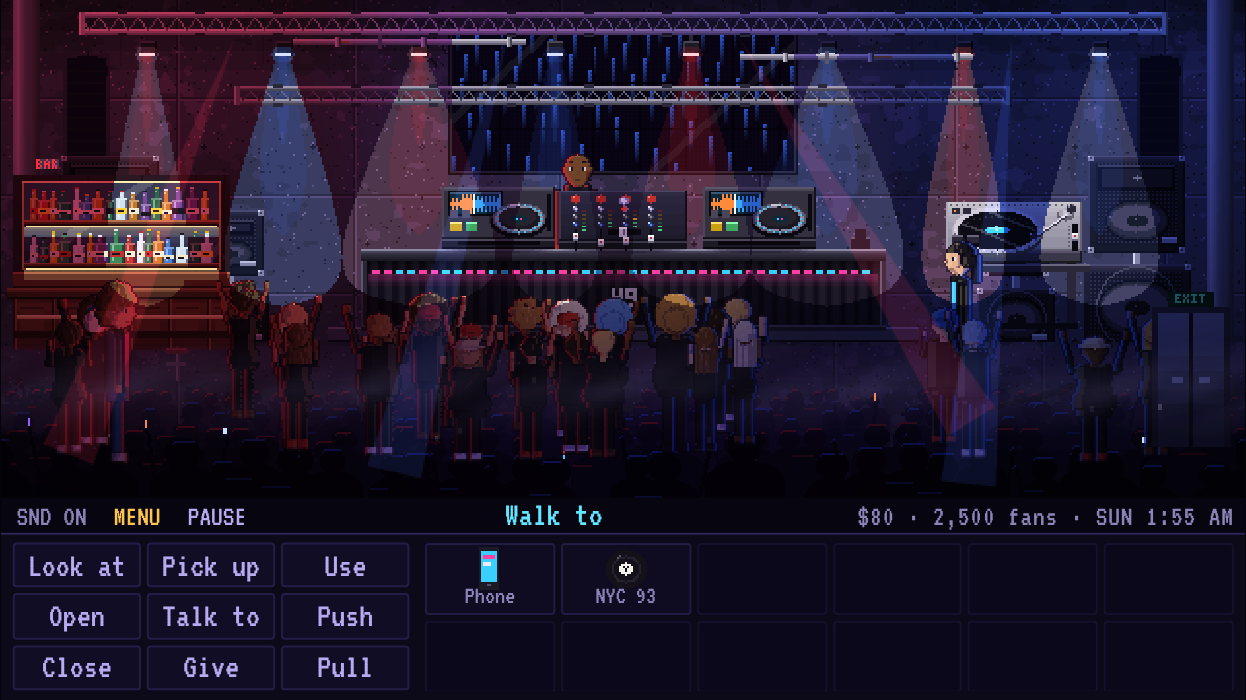 BAR
U9
EXIT
SND ON MENU PAUSE Walk to $80 · 2,500 fans · SUN 1:55 AM
Look at Pick up Use
Phone NYC 93
Open Talk to Push
Close Give Pull